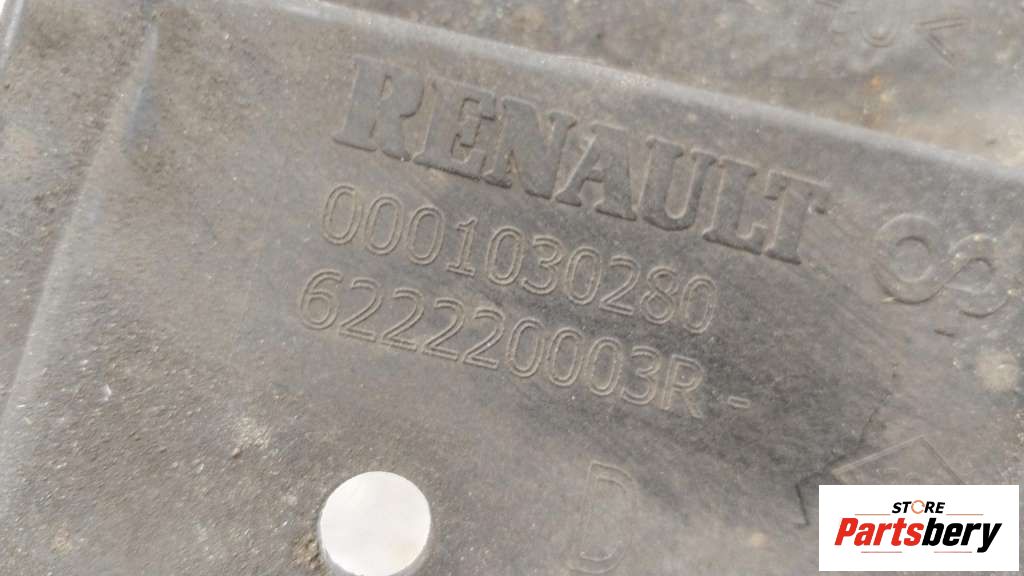 RENAULT
0001030280
622220003R -
D
STORE
Partsbery